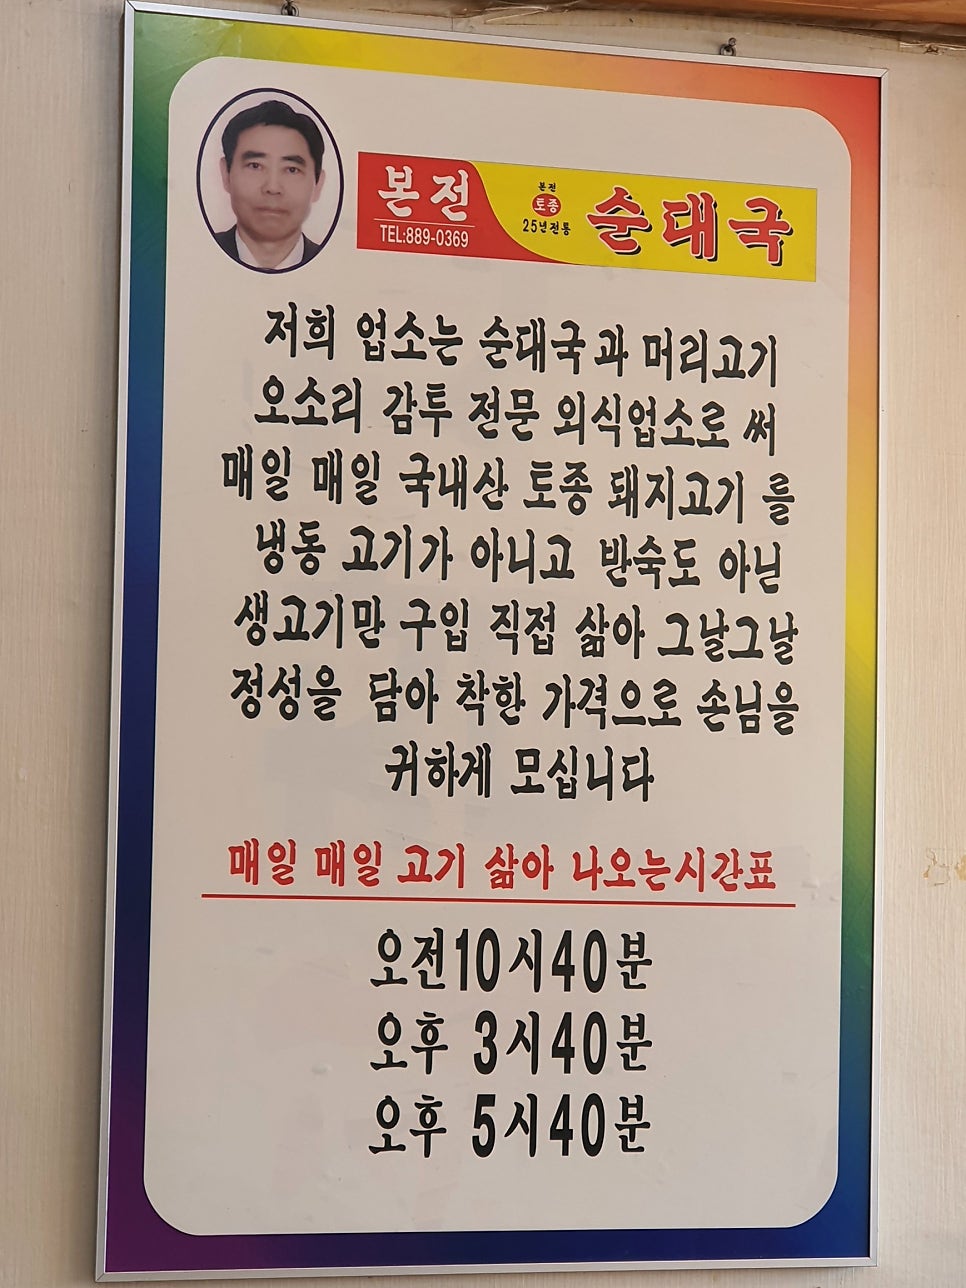 본전
TEL:889-0369
본전
토종
25년전통
순대국
저희 업소는 순대국과 머리고기
오소리 감투 전문 외식업소로 써
매일 매일 국내산 토종 돼지고기 를
냉동 고기가 아니고 반숙도 아닌
생고기만 구입 직접 삶아 그날그날
정성을 담아 착한 가격으로 손님을
귀하게 모십니다
매일 매일 고기 삶아 나오는시간표
오전10시40분
오후 3시40분
오후 5시40분